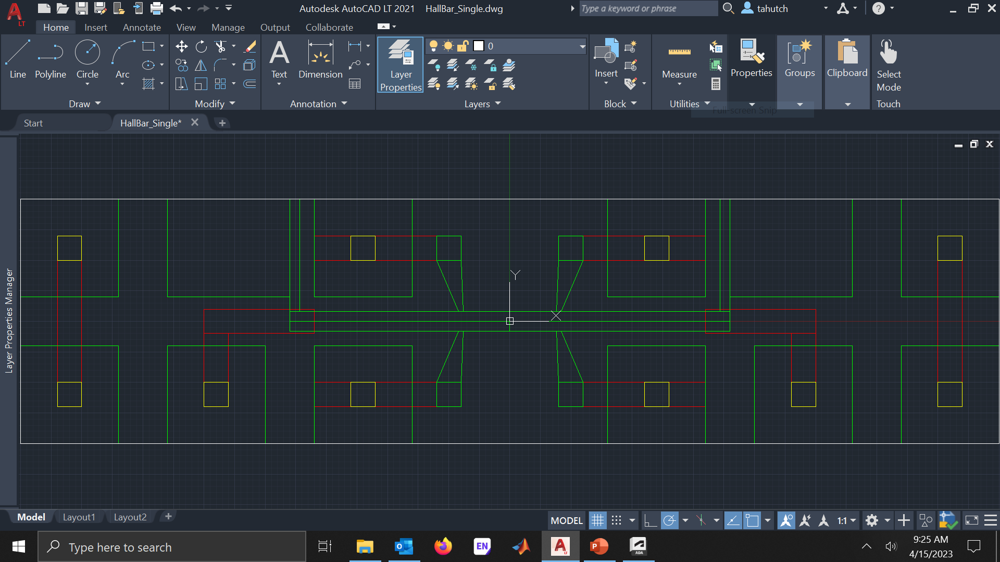 Autodesk AutoCAD LT 2021 HallBar_Single.dwg
Type a keyword or phrase
tahutch
?
A
LT
Home Insert Annotate View Manage Output Collaborate
0
Line Polyline Circle Arc
Text Dimension
Layer
Properties
Insert
Measure
Properties
Groups
Clipboard
Select
Mode
Draw
Modify
Annotation
Layers
Block
Utilities
Full-screen Snip
Touch
Start
HallBar_Single*
Layer Properties Manager
Y
X
Model Layout1 Layout2
MODEL
1:1
Type here to search
EN
A
LT
P
ADA
9:25 AM
4/15/2023